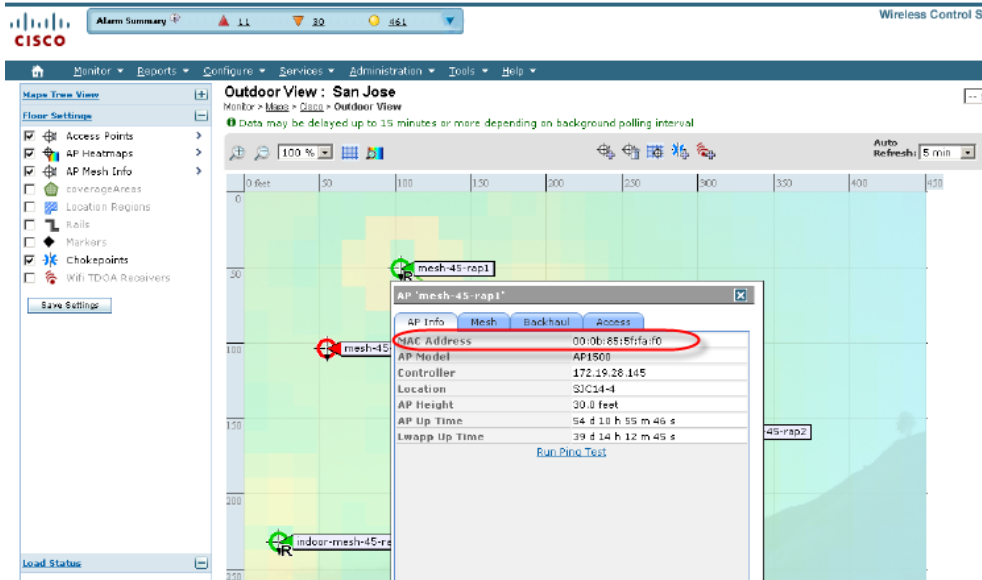 Alarm Summary 11 30 461
Wireless Control S
CISCO
Monitor Reports Configure Services Administration Tools Help
Maps Tree View
Floor Settings
Access Points
AP Heatmaps
AP Mesh Info
coverageAreas
Location Regions
Rails
Markers
Chokepoints
Wifi TDOA Receivers
Save Settings
Load Status
Outdoor View : San Jose
Monitor > Maps > Cisco > Outdoor View
Data may be delayed up to 15 minutes or more depending on background polling interval
100 %
Auto
Refresh: 5 min
0 feet 50 100 150 200 250 300 350 400 450
0
50
100
150
200
250
mesh-45-rap1
R
mesh-45-
45-rap2
indoor-mesh-45-ra
R
AP 'mesh-45-rap1'
AP Info Mesh Backhaul Access
MAC Address 00:0b:85:5f:fa:f0
AP Model AP1500
Controller 172.19.28.145
Location SJC14-4
AP Height 30.0 feet
AP Up Time 54 d 10 h 55 m 46 s
Lwapp Up Time 39 d 14 h 12 m 45 s
Run Ping Test